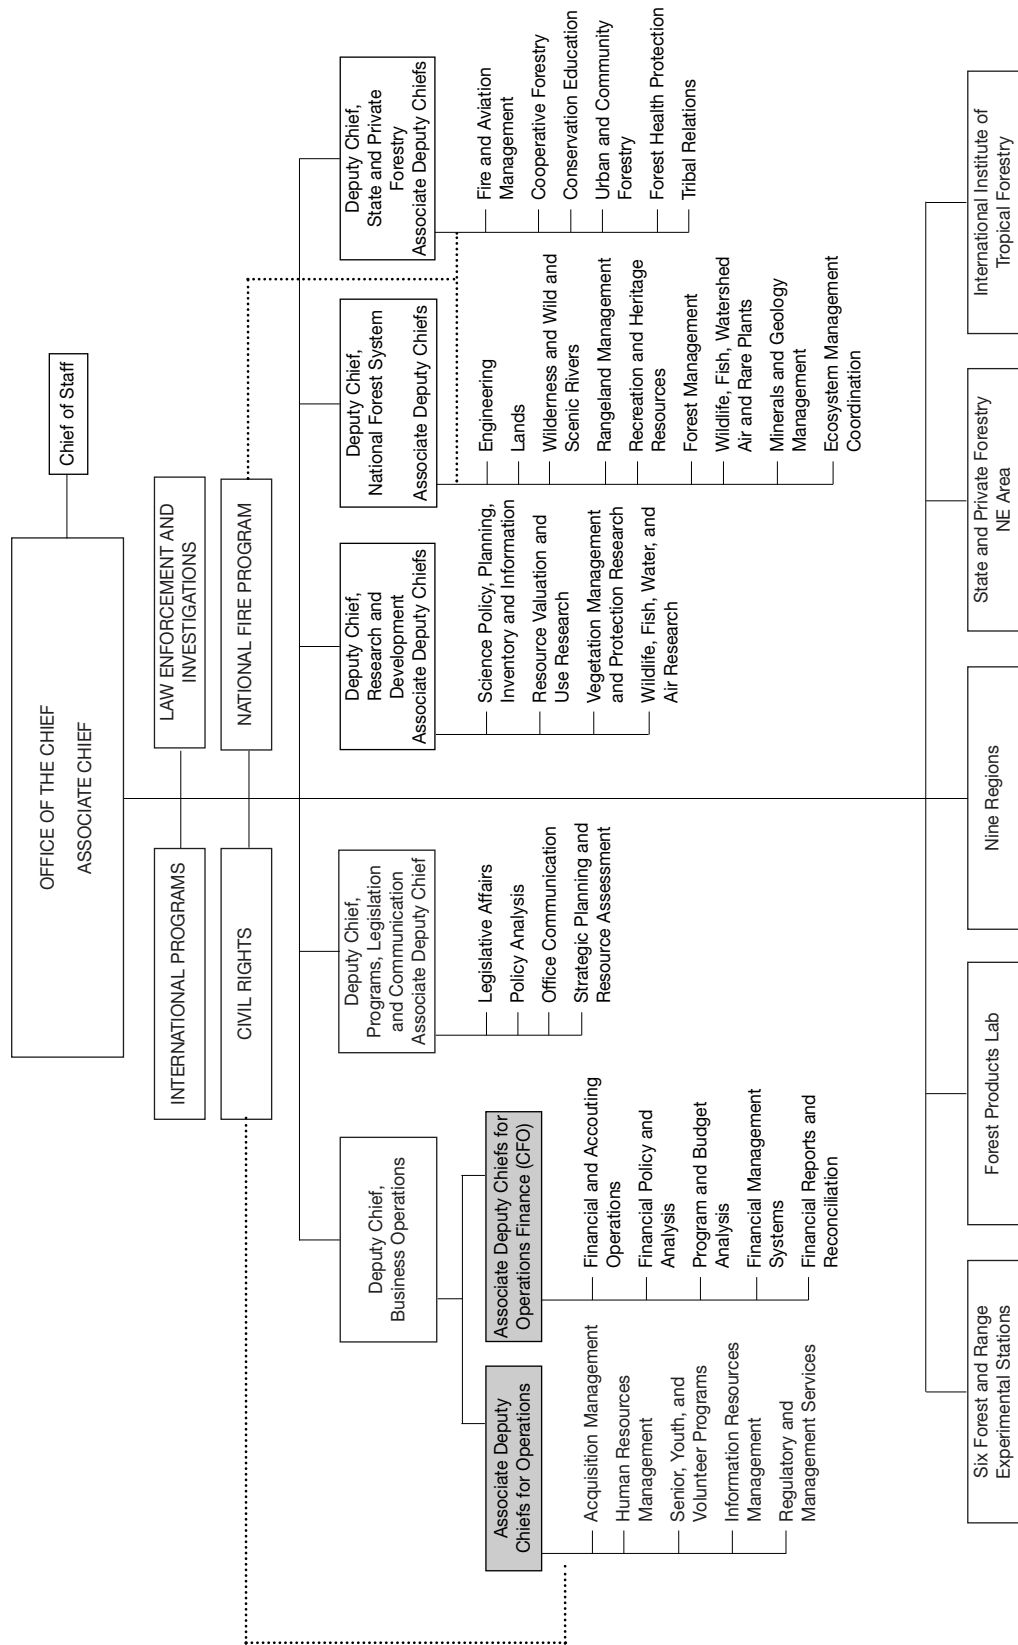 OFFICE OF THE CHIEF
ASSOCIATE CHIEF
Chief of Staff
INTERNATIONAL PROGRAMS
LAW ENFORCEMENT AND
INVESTIGATIONS
CIVIL RIGHTS
NATIONAL FIRE PROGRAM
Deputy Chief,
Business Operations
Associate Deputy
Chiefs for Operations
Acquisition Management
Human Resources
Management
Senior, Youth, and
Volunteer Programs
Information Resources
Management
Regulatory and
Management Services
Associate Deputy Chiefs for
Operations Finance (CFO)
Financial and Accouting
Operations
Financial Policy and
Analysis
Program and Budget
Analysis
Financial Management
Systems
Financial Reports and
Reconciliation
Deputy Chief,
Programs, Legislation
and Communication
Associate Deputy Chief
Legislative Affairs
Policy Analysis
Office Communication
Strategic Planning and
Resource Assessment
Deputy Chief,
Research and
Development
Associate Deputy Chiefs
Science Policy, Planning,
Inventory and Information
Resource Valuation and
Use Research
Vegetation Management
and Protection Research
Wildlife, Fish, Water, and
Air Research
Deputy Chief,
National Forest System
Associate Deputy Chiefs
Engineering
Lands
Wilderness and Wild and
Scenic Rivers
Rangeland Management
Recreation and Heritage
Resources
Forest Management
Wildlife, Fish, Watershed
Air and Rare Plants
Minerals and Geology
Management
Ecosystem Management
Coordination
Deputy Chief,
State and Private
Forestry
Associate Deputy Chiefs
Fire and Aviation
Management
Cooperative Forestry
Conservation Education
Urban and Community
Forestry
Forest Health Protection
Tribal Relations
Six Forest and Range
Experimental Stations
Forest Products Lab
Nine Regions
State and Private Forestry
NE Area
International Institute of
Tropical Forestry